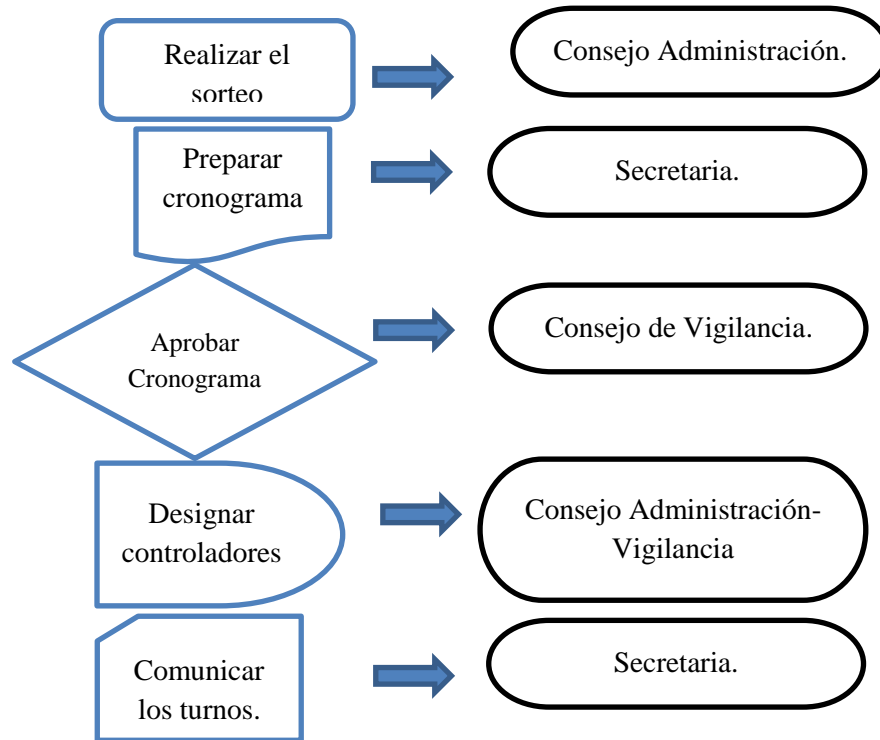 Realizar el
sorteo
Consejo Administración.
Preparar
cronograma
Secretaria.
Aprobar
Cronograma
Consejo de Vigilancia.
Designar
controladores
Consejo Administración-
Vigilancia
Comunicar
los turnos.
Secretaria.